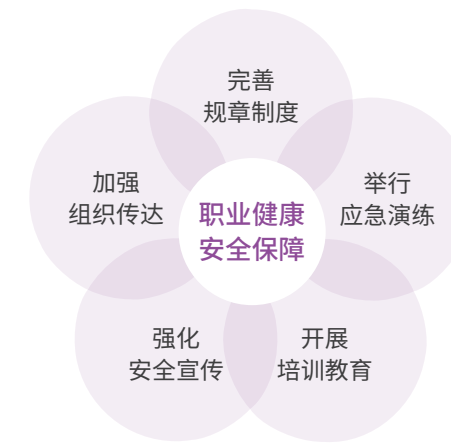 完善
规章制度
加强
组织传达
职业健康
安全保障
举行
应急演练
强化
安全宣传
开展
培训教育